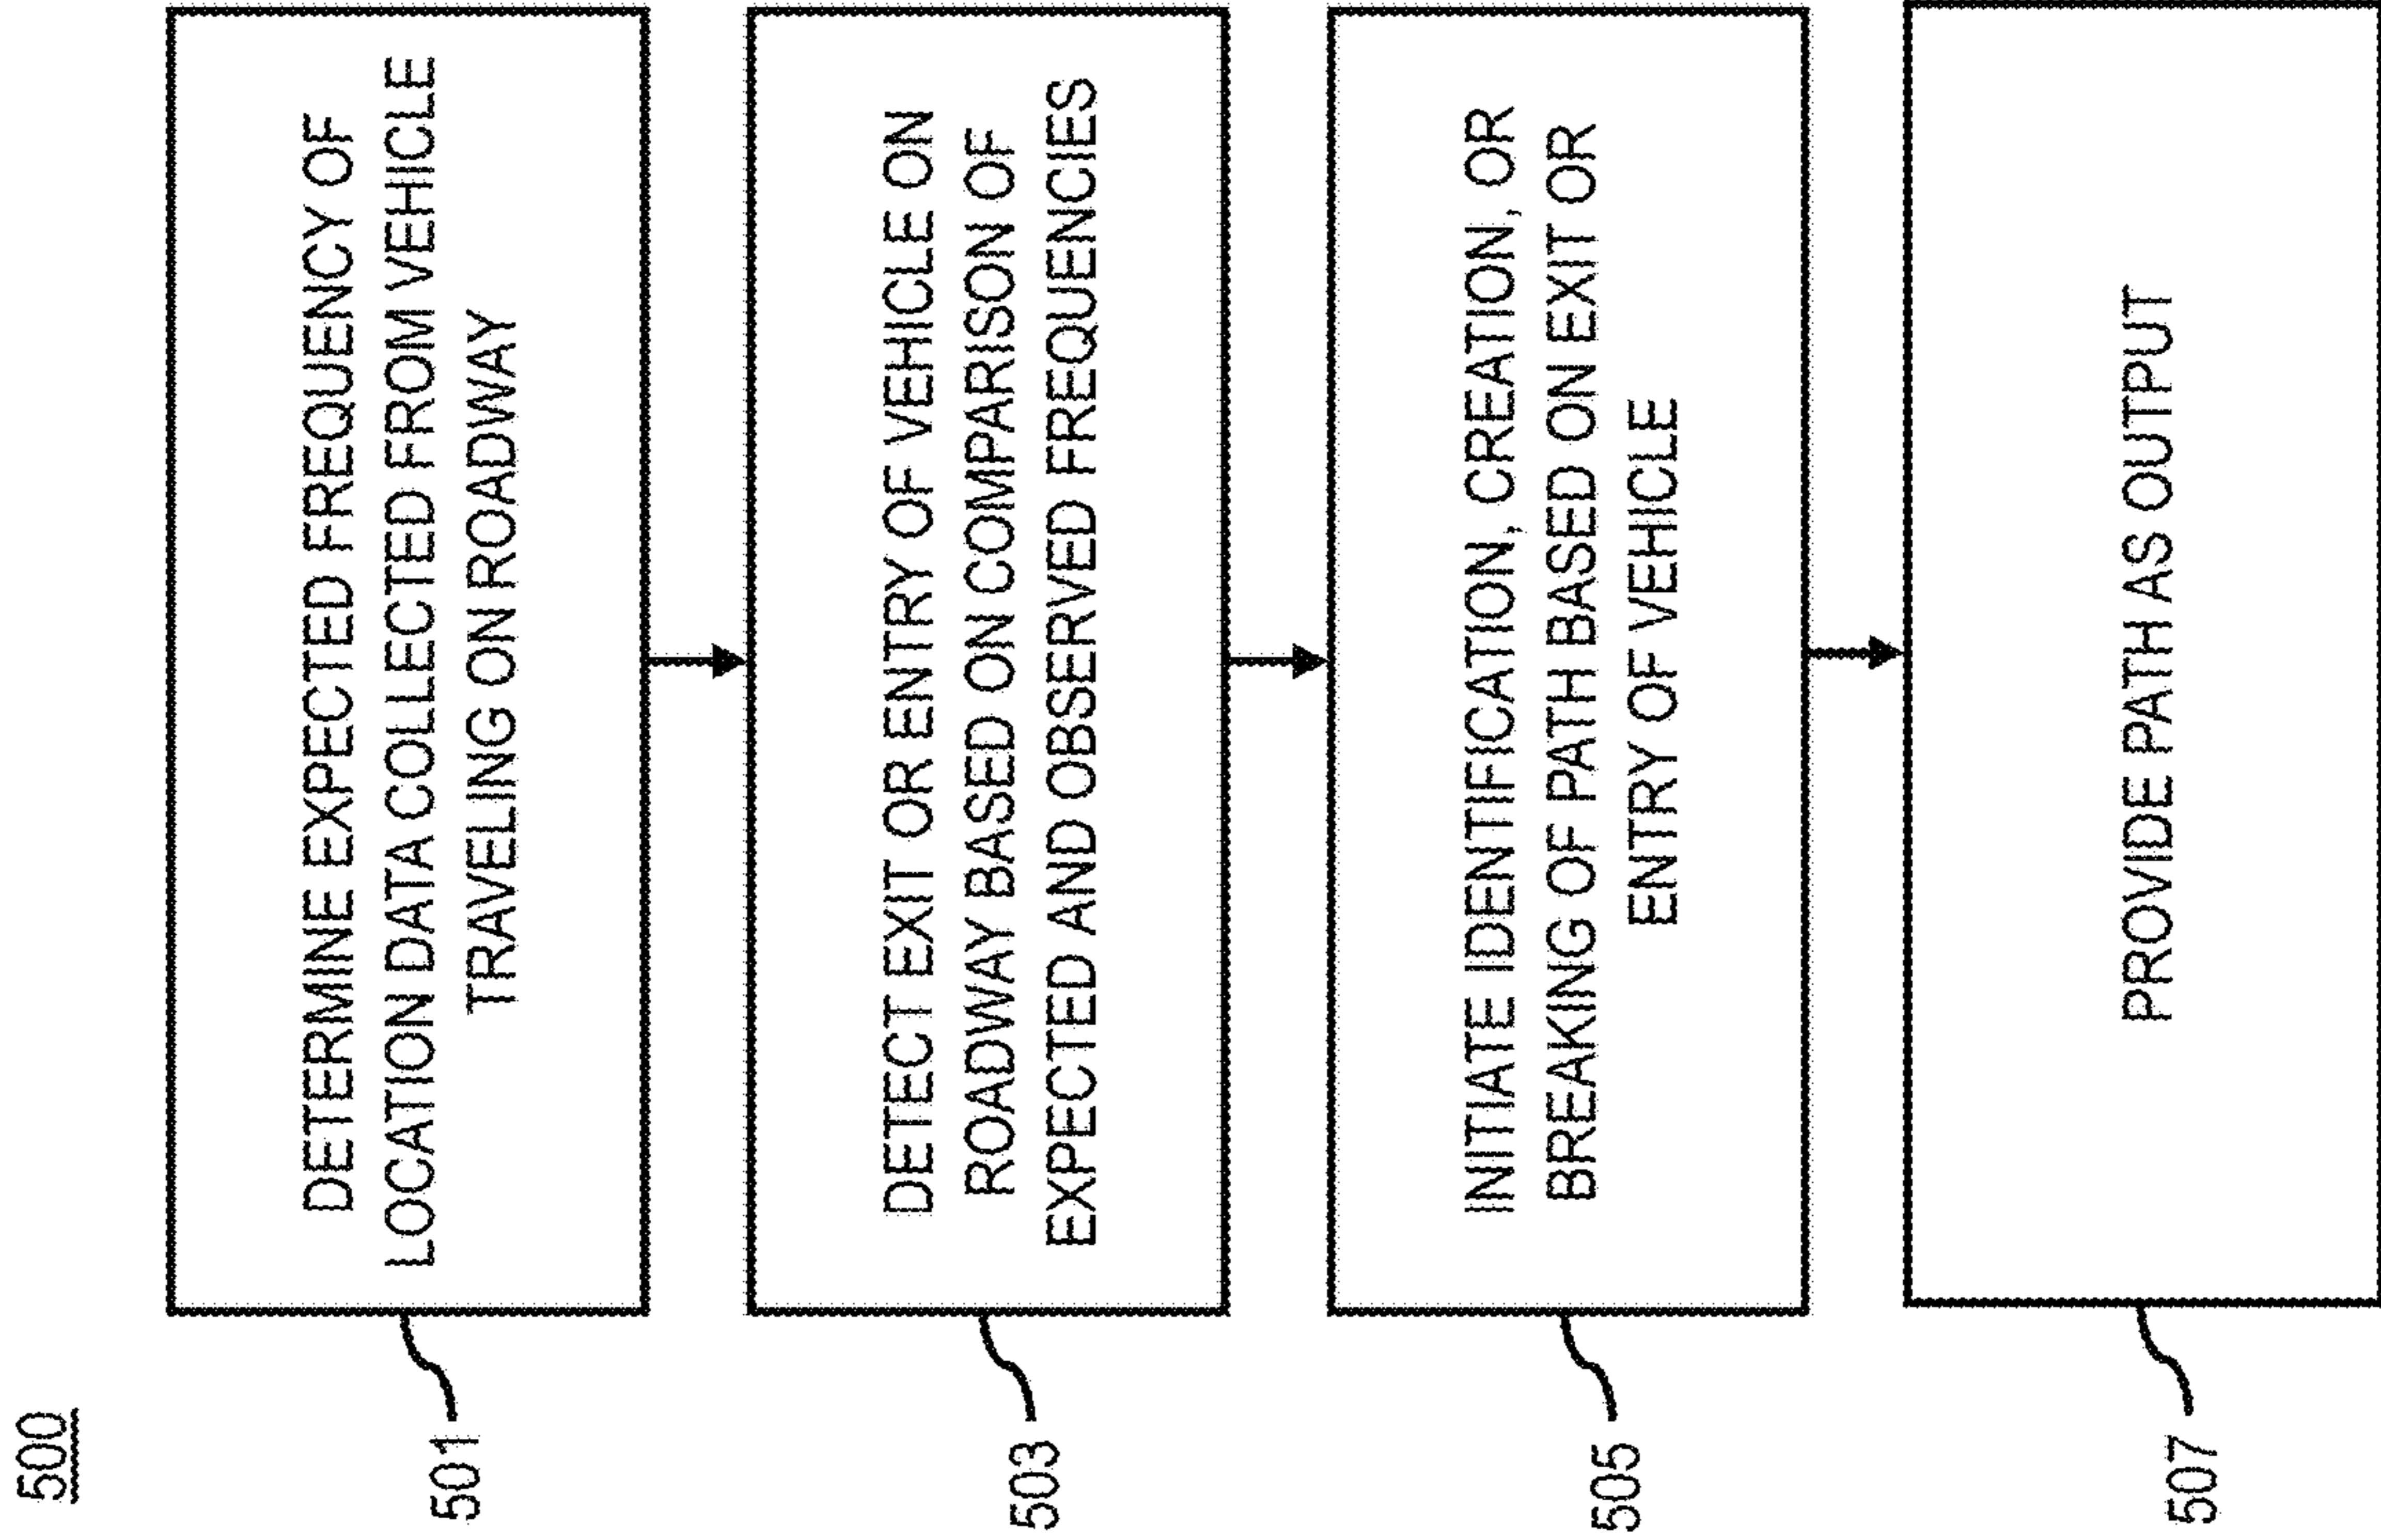 500
501
DETERMINE EXPECTED FREQUENCY OF
LOCATION DATA COLLECTED FROM VEHICLE
TRAVELING ON ROADWAY
503
DETECT EXIT OR ENTRY OF VEHICLE ON
ROADWAY BASED ON COMPARISON OF
EXPECTED AND OBSERVED FREQUENCIES
505
INITIATE IDENTIFICATION, CREATION, OR
BREAKING OF PATH BASED ON EXIT OR
ENTRY OF VEHICLE
507
PROVIDE PATH AS OUTPUT